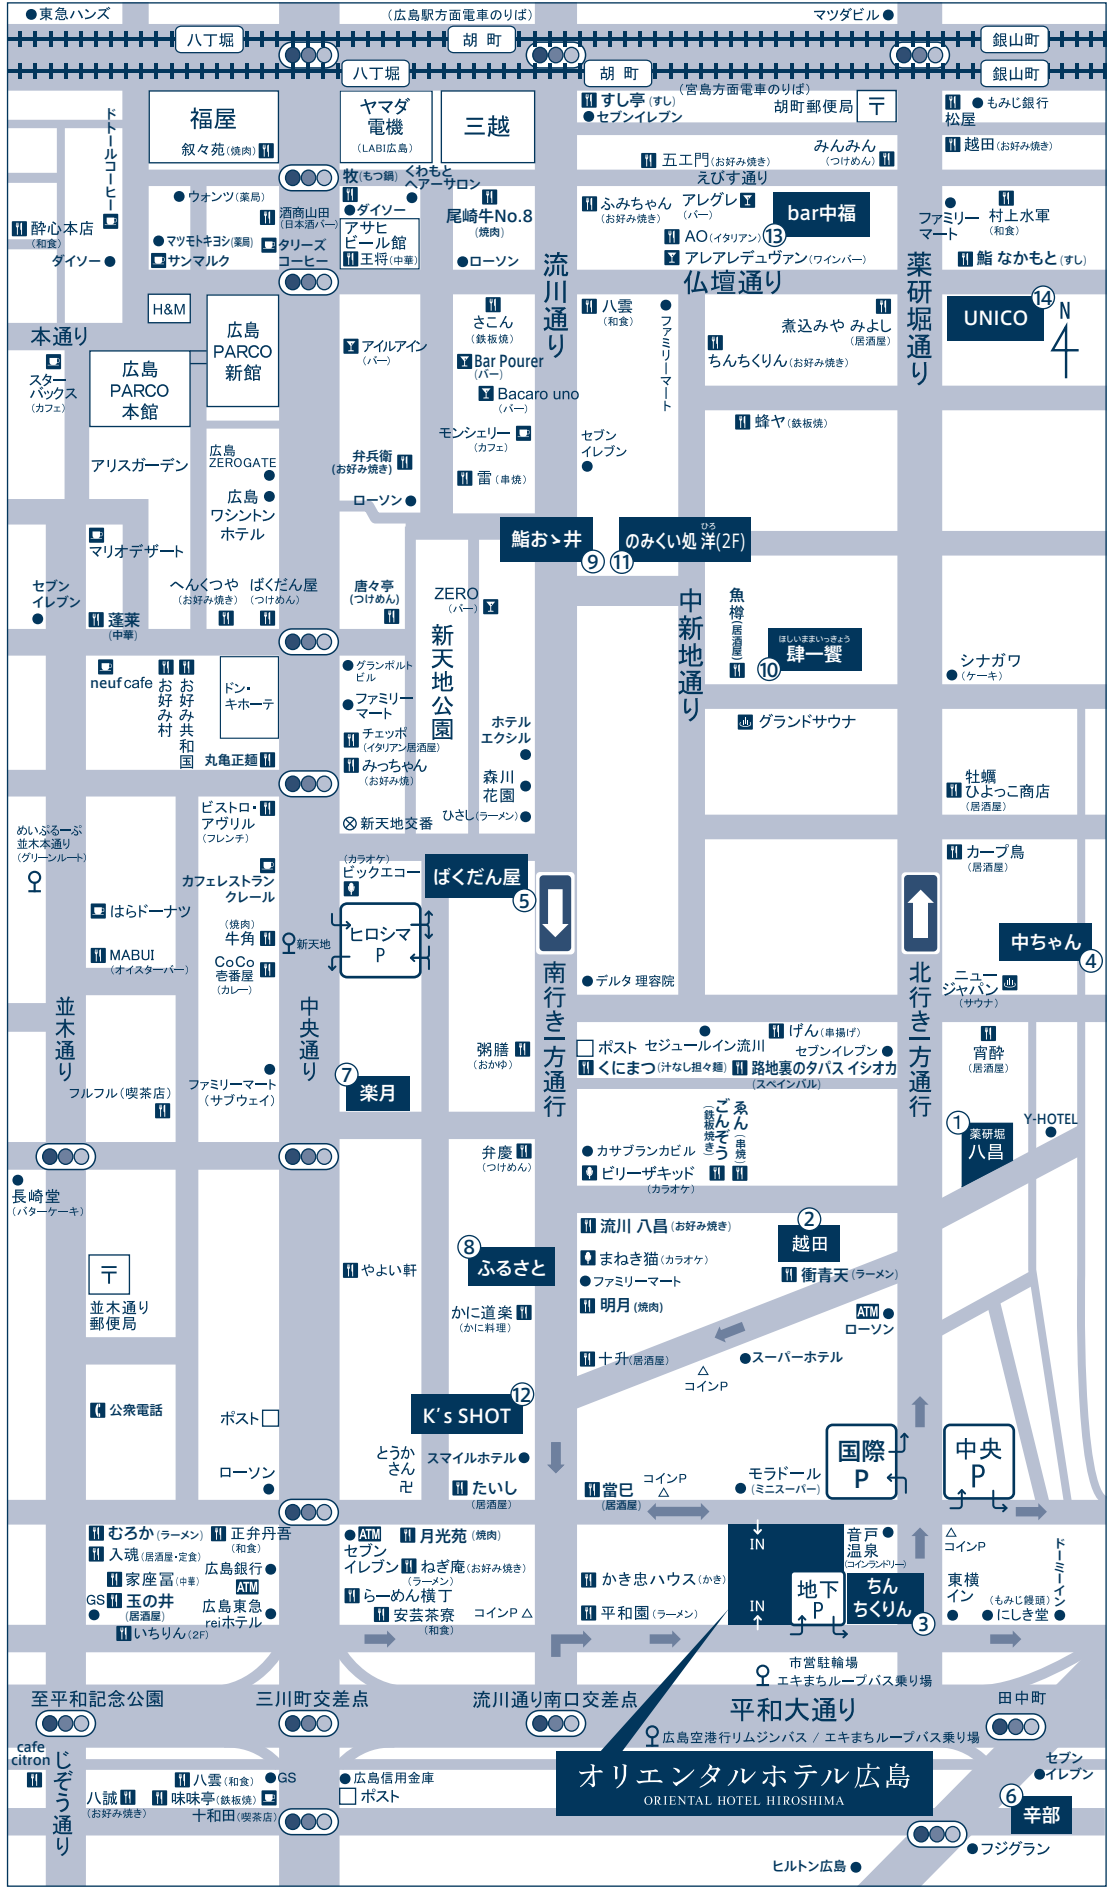 東急ハンズ
(広島駅方面電車のりば)
マツダビル
八丁堀
胡町
銀山町
八丁堀
胡町
銀山町
(宮島方面電車のりば)
ドトールコーヒー
福屋
叙々苑(焼肉)
ヤマダ
電機
(LABI広島)
三越
すし亭(すし)
セブンイレブン
胡町郵便局
〒
もみじ銀行
松屋
越田(お好み焼き)
みんみん
(つけめん)
五エ門(お好み焼き)
えびす通り
牧(もつ鍋)
くわもと
ヘアーサロン
ウォンツ(薬局)
酒商山田
(日本酒バー)
ダイソー
尾崎牛No.8
(焼肉)
ふみちゃん
(お好み焼き)
アレグレ
(バー)
bar中福
⑬
AO(イタリアン)
アレアレデュヴァン(ワインバー)
ファミリー
マート
村上水軍
(和食)
鮨 なかもと(すし)
酔心本店
(和食)
ダイソー
マツモトキヨシ(薬局)
サンマルク
タリーズ
コーヒー
アサヒ
ビール館
王将(中華)
ローソン
流川通り
仏壇通り
薬研堀通り
UNICO
⑭
N
H&M
広島
PARCO
新館
本通り
広島
PARCO
本館
スター
バックス
(カフェ)
アイルアイン
(バー)
さこん
(鉄板焼)
Bar Pourer
(バー)
Bacaro uno
(バー)
モンシェリー
(カフェ)
雷(串焼)
八雲
(和食)
ファミリーマート
煮込みや みよし
(居酒屋)
ちんちくりん(お好み焼き)
蜂ヤ(鉄板焼)
セブン
イレブン
アリスガーデン
広島
ZEROGATE
広島
ワシントン
ホテル
弁兵衛
(お好み焼き)
ローソン
鮨おゝ井
⑨
のみくい処 洋(2F)
ひろ
⑪
マリオデザート
セブン
イレブン
蓬莱
(中華)
へんくつや
(お好み焼き)
ばくだん屋
(つけめん)
唐々亭
(つけめん)
ZERO
(バー)
新天地公園
中新地通り
魚樽(居酒屋)
ほしいままいっきょう
肆一饗
⑩
シナガワ
(ケーキ)
グランドサウナ
neuf cafe
お好み村
お好み共和国
ドン・
キホーテ
丸亀正麺
グランポルト
ビル
ファミリー
マート
チェッポ
(イタリアン居酒屋)
みっちゃん
(お好み焼)
新天地交番
ホテル
エクシル
森川
花園
ひさし(ラーメン)
牡蠣
ひよっこ商店
(居酒屋)
カープ鳥
(居酒屋)
めいぷるーぷ
並木本通り
(グリーンルート)
ビストロ・
アヴリル
(フレンチ)
カフェレストラン
クレール
(カラオケ)
ビックエコー
ばくだん屋
⑤
はらドーナツ
(焼肉)
牛角
新天地
CoCo
壱番屋
(カレー)
MABUI
(オイスターバー)
ヒロシマ
P
中ちゃん
④
ニュー
ジャパン
(サウナ)
デルタ 理容院
南行き一方通行
北行き一方通行
並木通り
中央通り
フルフル(喫茶店)
ファミリーマート
(サブウェイ)
⑦
楽月
粥膳
(おかゆ)
ポスト
セジュールイン流川
げん(串揚げ)
セブンイレブン
くにまつ(汁なし担々麺)
路地裏のタパス イシオカ
(スペインバル)
宵酔
(居酒屋)
ごんぞう
(鉄板焼き)
ゑん(串焼)
Y-HOTEL
①
薬研堀
八昌
カサブランカビル
ビリーザキッド
(カラオケ)
弁慶
(つけめん)
長崎堂
(バターケーキ)
流川 八昌(お好み焼き)
まねき猫(カラオケ)
ファミリーマート
明月(焼肉)
②
越田
衝青天(ラーメン)
⑧
ふるさと
かに道楽
(かに料理)
やよい軒
〒
並木通り
郵便局
ATM
ローソン
スーパーホテル
十升(居酒屋)
コインP
公衆電話
ポスト
ローソン
K's SHOT
⑫
とうか
さん
卍
スマイルホテル
たいし
(居酒屋)
當巳
(居酒屋)
コインP
モラドール
(ミニスーパー)
国際
P
中央
P
むろか(ラーメン)
入魂(居酒屋・定食)
家座冨(中華)
GS
玉の井
(居酒屋)
いちりん(2F)
正弁丹吾
(和食)
広島銀行
ATM
広島東急
reiホテル
ATM
セブン
イレブン
月光苑(焼肉)
ねぎ庵(お好み焼き)
(ラーメン)
らーめん横丁
安芸茶寮
(和食)
コインP
かき忠ハウス(かき)
平和園(ラーメン)
IN
IN
地下
P
音戸
温泉
(コインランドリー)
ちん
ちくりん
③
コインP
東横
イン
(もみじ饅頭)
にしき堂
ドーミーイン
市営駐輪場
エキまちループバス乗り場
至平和記念公園
三川町交差点
流川通り南口交差点
平和大通り
田中町
広島空港行リムジンバス / エキまちループバス乗り場
cafe
citron
じぞう通り
八誠
(お好み焼き)
八雲(和食)
GS
味味亭(鉄板焼)
十和田(喫茶店)
広島信用金庫
ポスト
オリエンタルホテル広島
ORIENTAL HOTEL HIROSHIMA
セブン
イレブン
⑥
辛部
フジグラン
ヒルトン広島